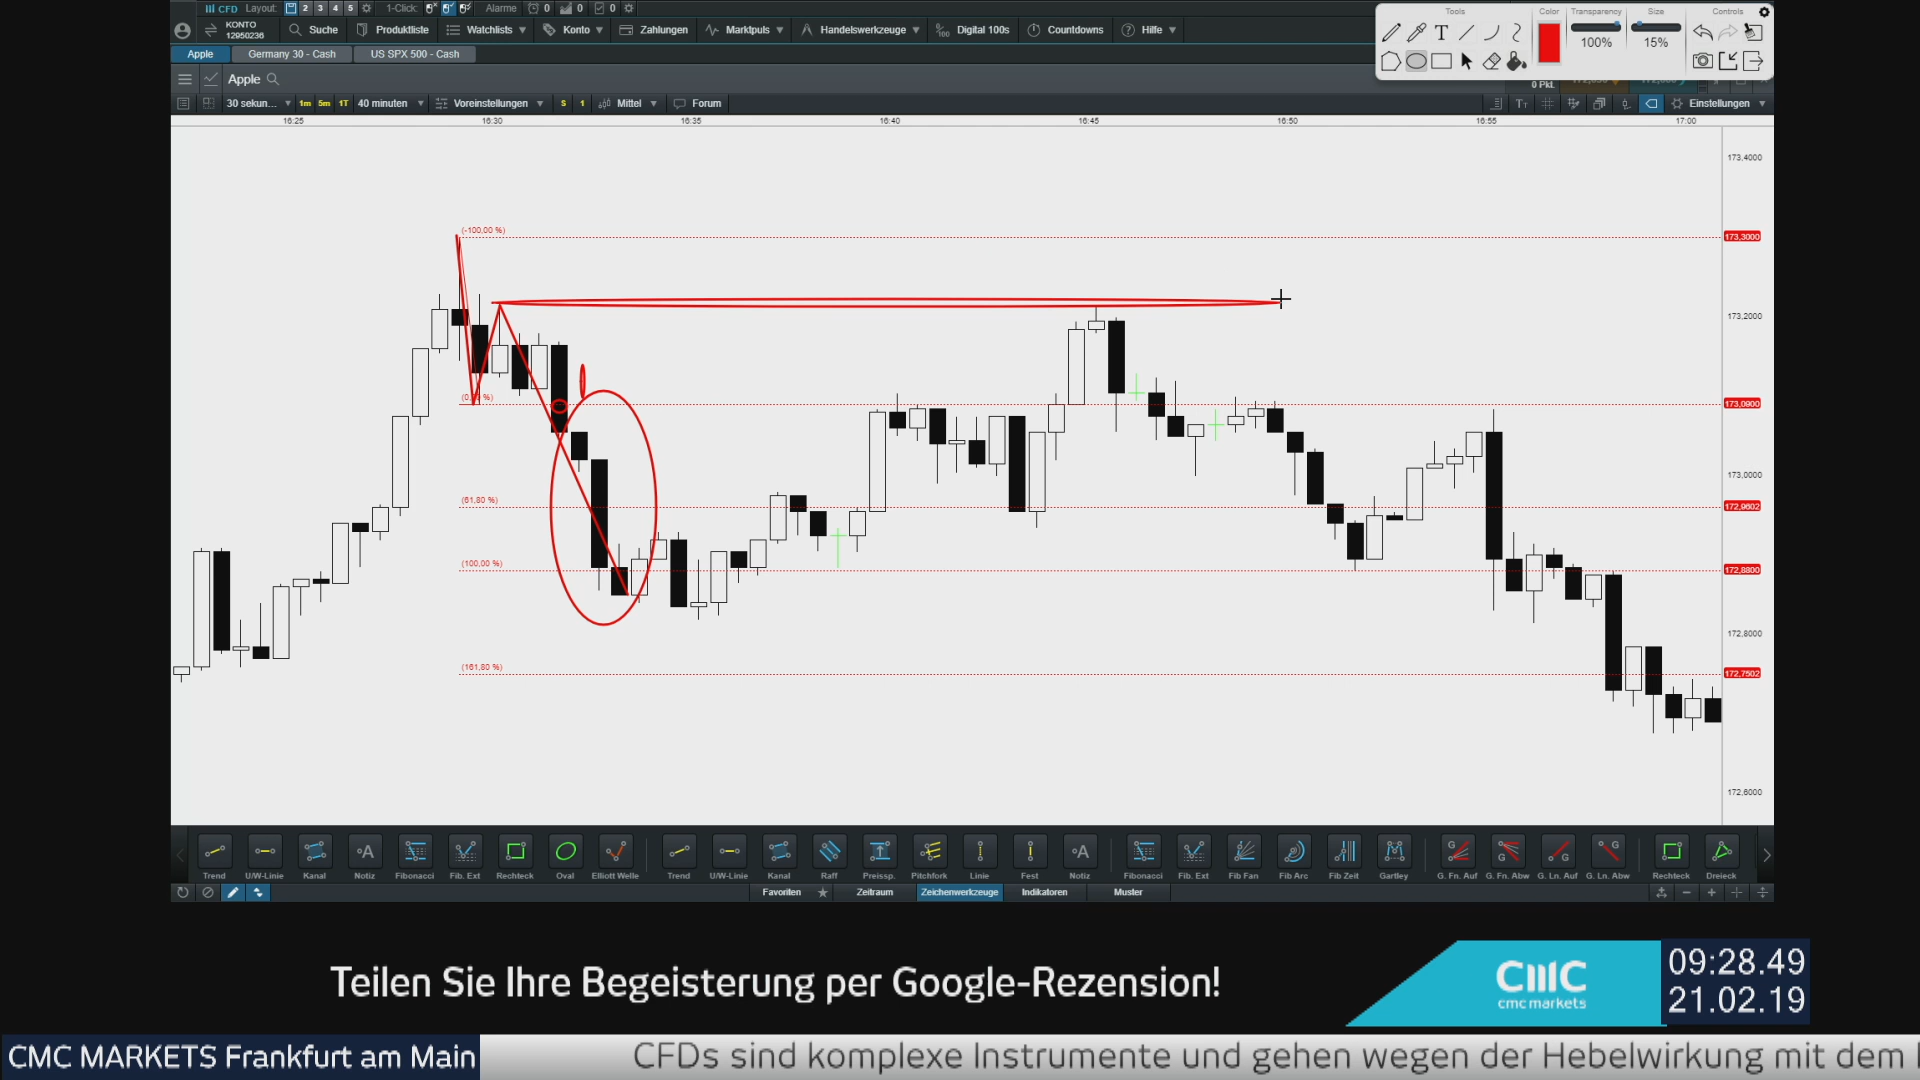 CFD Layout: 2 3 4 5 1-Click: Alarme 0 0 0
KONTO
12950236
Suche Produktliste Watchlists Konto Zahlungen Marktpuls Handelswerkzeuge Digital 100s Countdowns Hilfe
Tools Color Transparency Size Controls
T 100% 15%
Apple Germany 30 - Cash US SPX 500 - Cash
Apple
0 Pkt.
30 sekun... 1m 5m 1T 40 minuten Voreinstellungen S 1 Mittel Forum Einstellungen
16:25 16:30 16:35 16:40 16:45 16:50 16:55 17:00
173,4000
(-100,00 %) 173,3000
173,2000
173,0900
173,0000
(61,80 %) 172,9602
(100,00 %) 172,8800
172,8000
(161,80 %) 172,7502
172,6000
Trend U/W-Linie Kanal Notiz Fibonacci Fib. Ext Rechteck Oval Elliott Welle Trend U/W-Linie Kanal Raff Preissp. Pitchfork Linie Fest Notiz Fibonacci Fib. Ext Fib Fan Fib Arc Fib Zeit Gartley G. Fn. Auf G. Fn. Abw G. Ln. Auf G. Ln. Abw Rechteck Dreieck
Favoriten Zeitraum Zeichenwerkzeuge Indikatoren Muster
Teilen Sie Ihre Begeisterung per Google-Rezension!
cmc
cmc markets
09:28.49
21.02.19
CMC MARKETS Frankfurt am Main
CFDs sind komplexe Instrumente und gehen wegen der Hebelwirkung mit dem